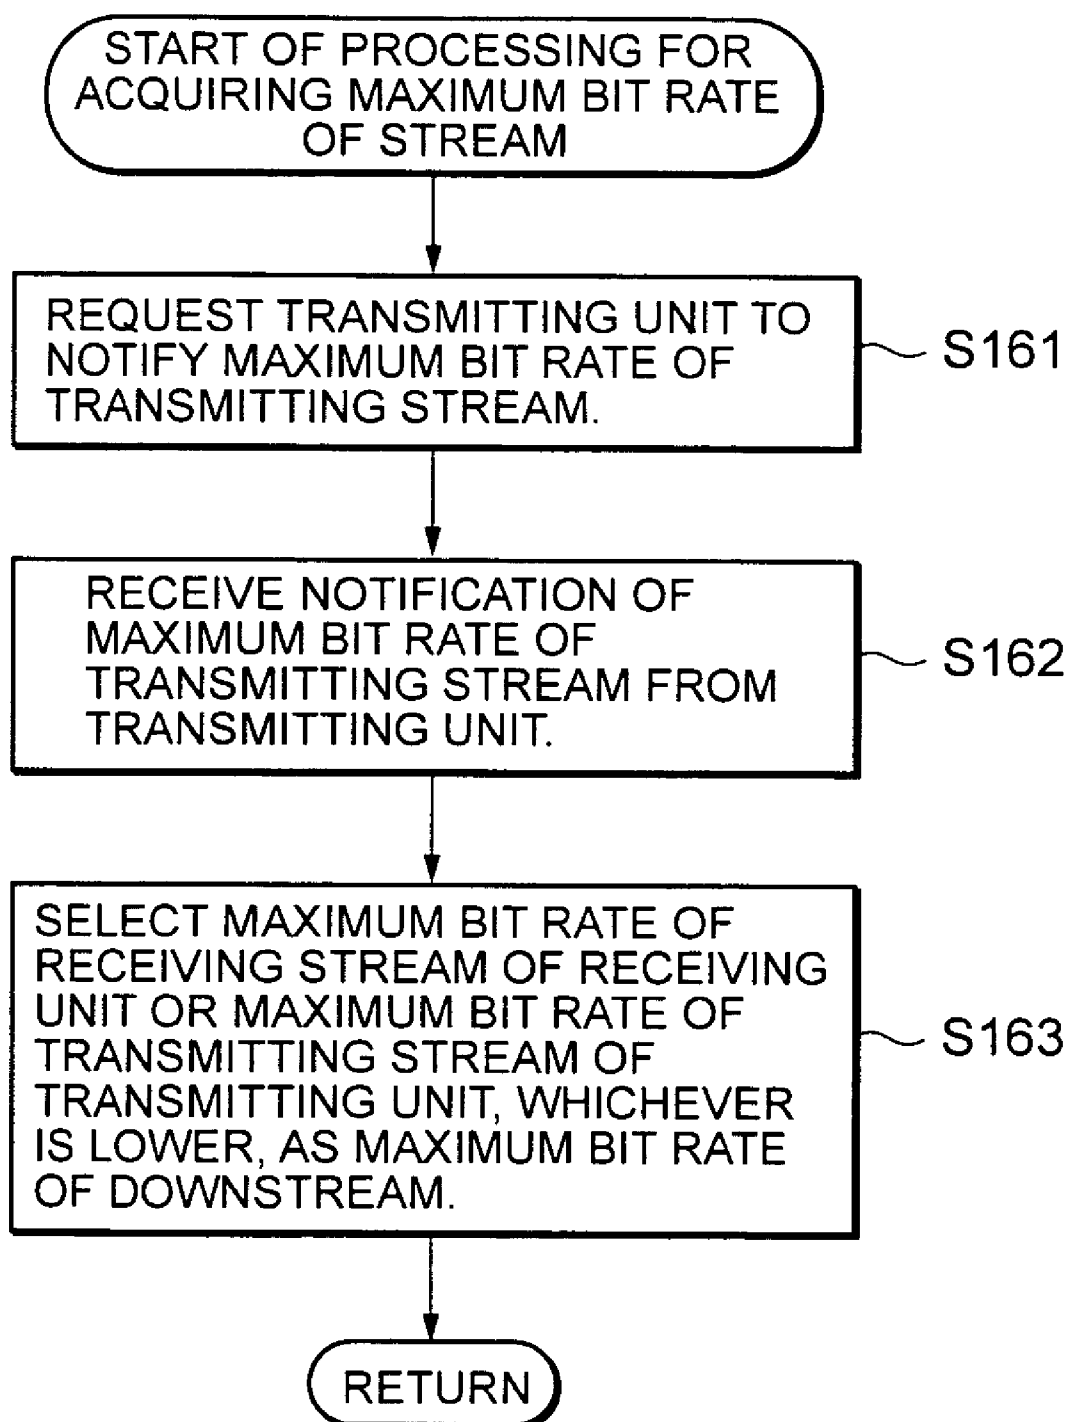 START OF PROCESSING FOR
ACQUIRING MAXIMUM BIT RATE
OF STREAM
REQUEST TRANSMITTING UNIT TO
NOTIFY MAXIMUM BIT RATE OF
TRANSMITTING STREAM.
S161
RECEIVE NOTIFICATION OF
MAXIMUM BIT RATE OF
TRANSMITTING STREAM FROM
TRANSMITTING UNIT.
S162
SELECT MAXIMUM BIT RATE OF
RECEIVING STREAM OF RECEIVING
UNIT OR MAXIMUM BIT RATE OF
TRANSMITTING STREAM OF
TRANSMITTING UNIT, WHICHEVER
IS LOWER, AS MAXIMUM BIT RATE
OF DOWNSTREAM.
S163
RETURN